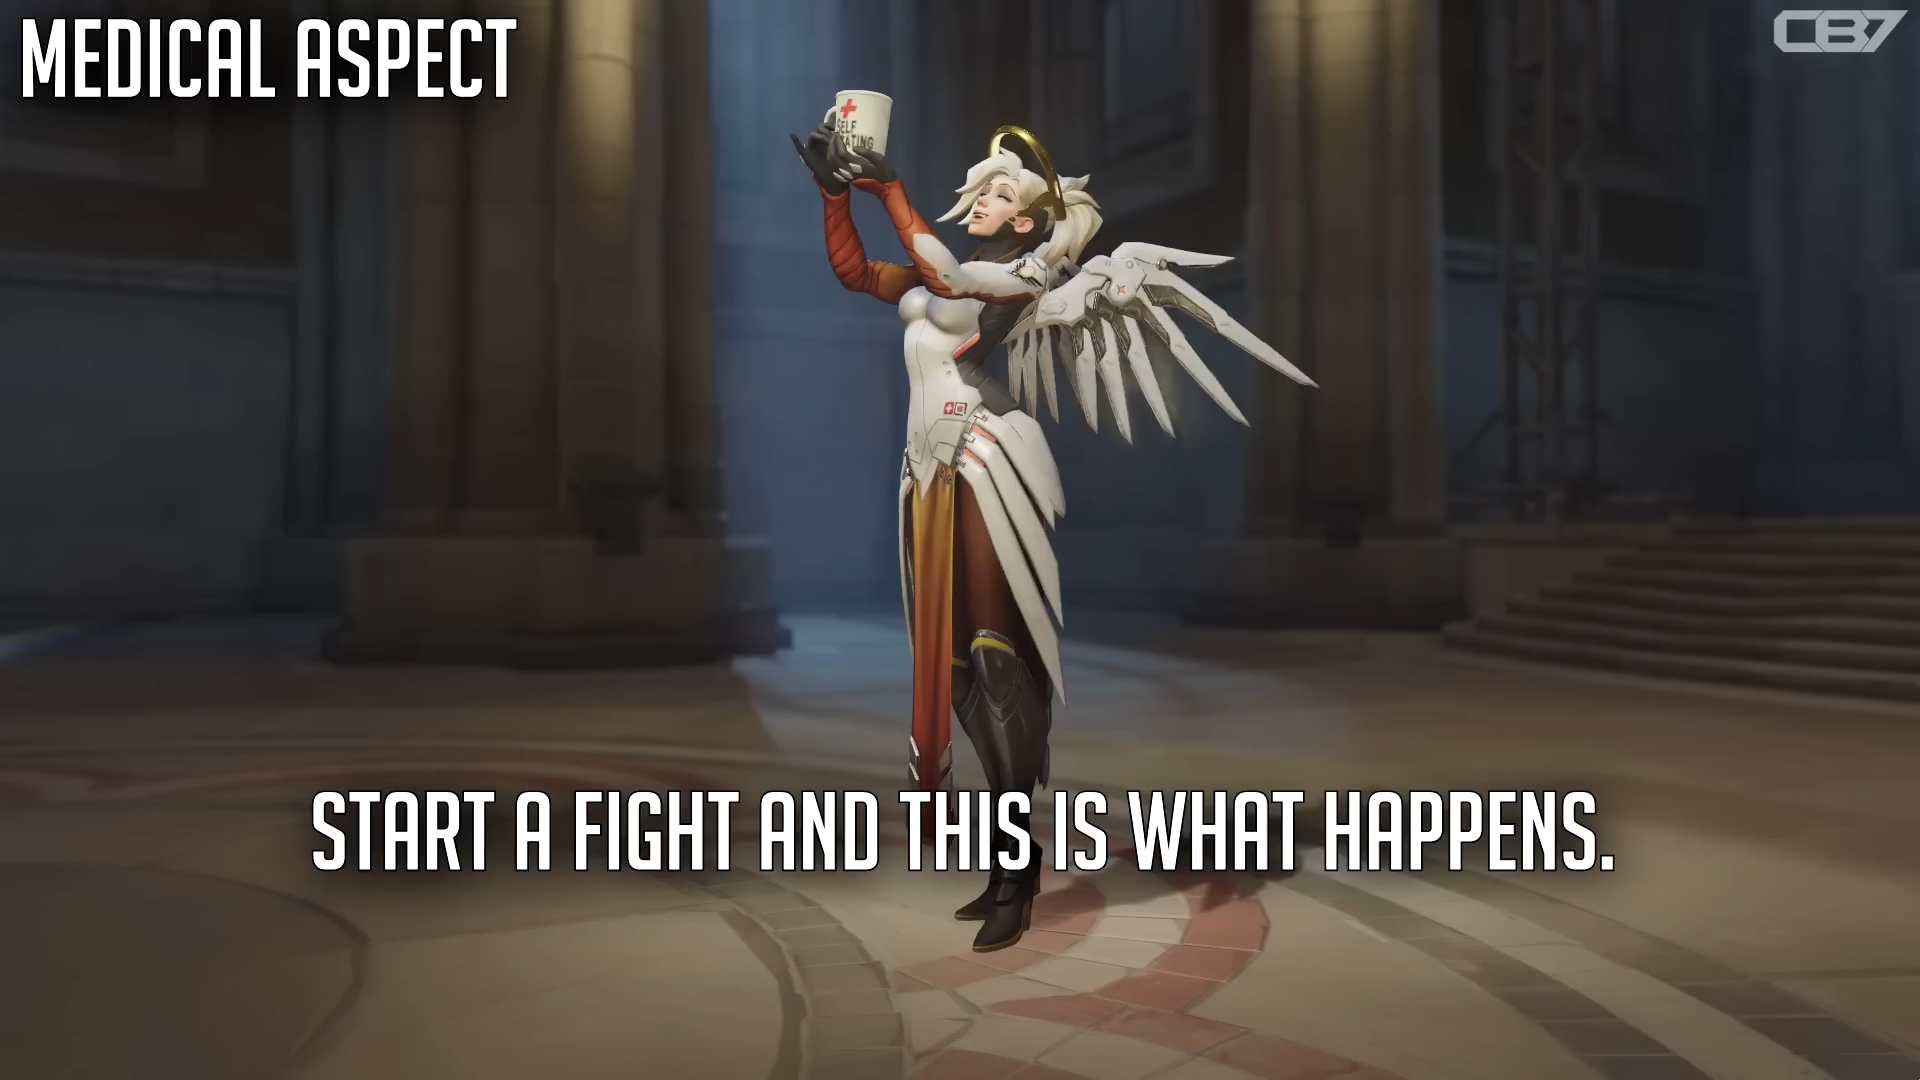 MEDICAL ASPECT
CB7
SELF
START A FIGHT AND THIS IS WHAT HAPPENS.